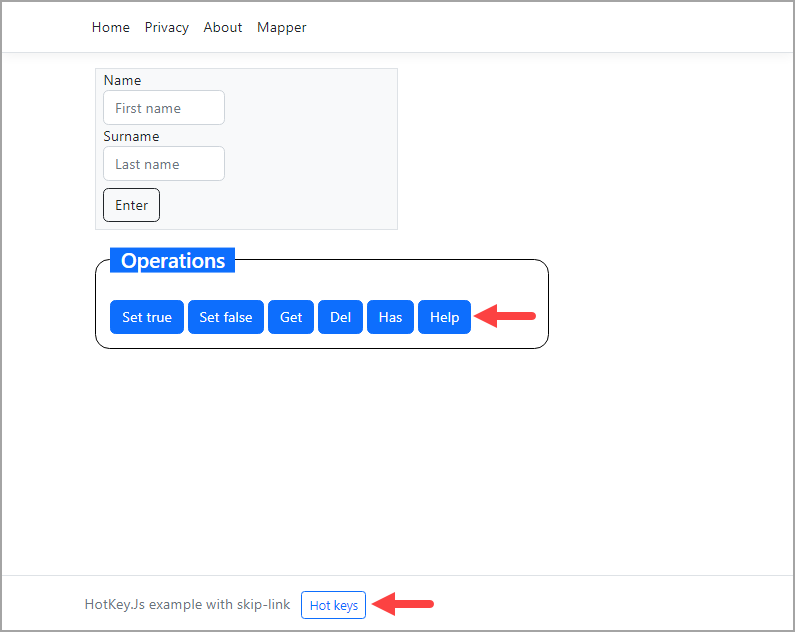 Home Privacy About Mapper
Name
First name
Surname
Last name
Enter
Operations
Set true Set false Get Del Has Help
HotKey.Js example with skip-link Hot keys